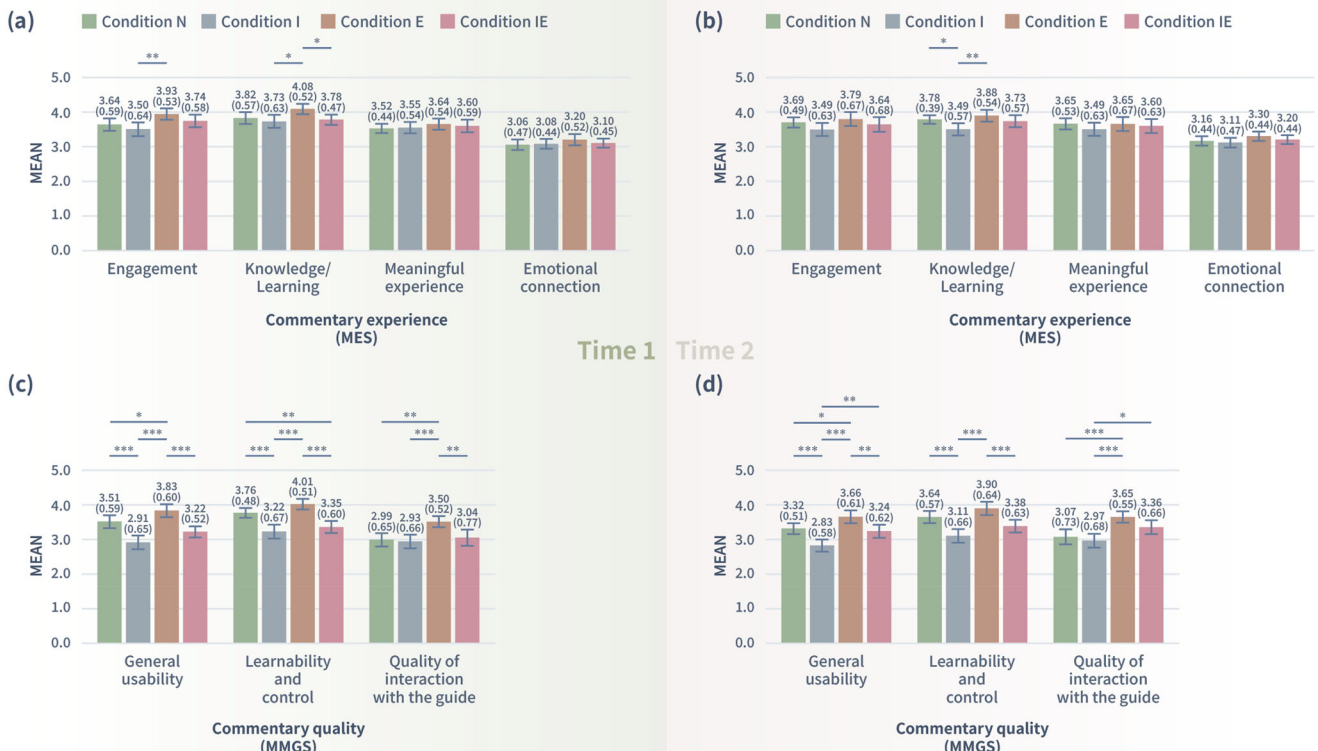 (a)
Condition N Condition I Condition E Condition IE
*
** *
5.0
4.0
3.0
2.0
1.0
0.0
MEAN
3.64 (0.59) 3.50 (0.64) 3.93 (0.53) 3.74 (0.58)
3.82 (0.57) 3.73 (0.63) 4.08 (0.52) 3.78 (0.47)
3.52 (0.44) 3.55 (0.54) 3.64 (0.54) 3.60 (0.59)
3.06 (0.47) 3.08 (0.44) 3.20 (0.52) 3.10 (0.45)
Engagement
Knowledge/
Learning
Meaningful
experience
Emotional
connection
Commentary experience
(MES)
(b)
Condition N Condition I Condition E Condition IE
*
**
5.0
4.0
3.0
2.0
1.0
0.0
MEAN
3.69 (0.49) 3.49 (0.63) 3.79 (0.67) 3.64 (0.68)
3.78 (0.39) 3.49 (0.57) 3.88 (0.54) 3.73 (0.57)
3.65 (0.53) 3.49 (0.63) 3.65 (0.67) 3.60 (0.63)
3.16 (0.44) 3.11 (0.47) 3.30 (0.44) 3.20 (0.44)
Engagement
Knowledge/
Learning
Meaningful
experience
Emotional
connection
Commentary experience
(MES)
Time 1 Time 2
(c)
* ** **
*** *** ***
*** *** *** *** **
5.0
4.0
3.0
2.0
1.0
0.0
MEAN
3.51 (0.59) 2.91 (0.65) 3.83 (0.60) 3.22 (0.52)
3.76 (0.48) 3.22 (0.67) 4.01 (0.51) 3.35 (0.60)
2.99 (0.65) 2.93 (0.66) 3.50 (0.52) 3.04 (0.77)
General
usability
Learnability
and
control
Quality of
interaction
with the guide
Commentary quality
(MMGS)
(d)
**
* *
*** *** ***
*** ** *** *** ***
5.0
4.0
3.0
2.0
1.0
0.0
MEAN
3.32 (0.51) 2.83 (0.58) 3.66 (0.61) 3.24 (0.62)
3.64 (0.57) 3.11 (0.66) 3.90 (0.64) 3.38 (0.63)
3.07 (0.73) 2.97 (0.68) 3.65 (0.55) 3.36 (0.66)
General
usability
Learnability
and
control
Quality of
interaction
with the guide
Commentary quality
(MMGS)